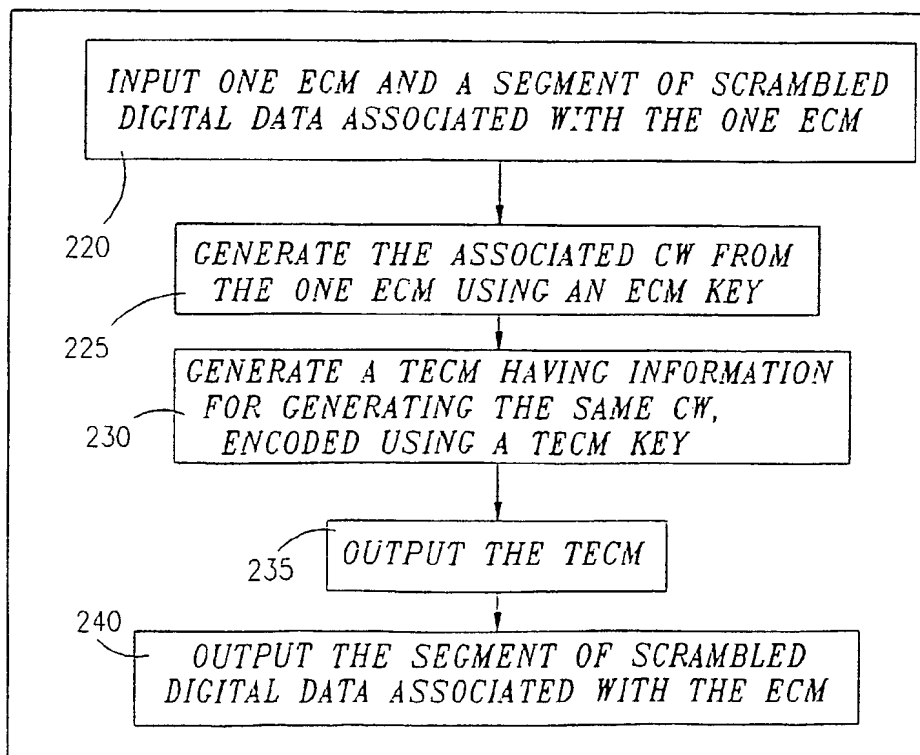 INPUT ONE ECM AND A SEGMENT OF SCRAMBLED
DIGITAL DATA ASSOCIATED WITH THE ONE ECM
220
GENERATE THE ASSOCIATED CW FROM
THE ONE ECM USING AN ECM KEY
225
GENERATE A TECM HAVING INFORMATION
FOR GENERATING THE SAME CW,
ENCODED USING A TECM KEY
230
OUTPUT THE TECM
235
240
OUTPUT THE SEGMENT OF SCRAMBLED
DIGITAL DATA ASSOCIATED WITH THE ECM